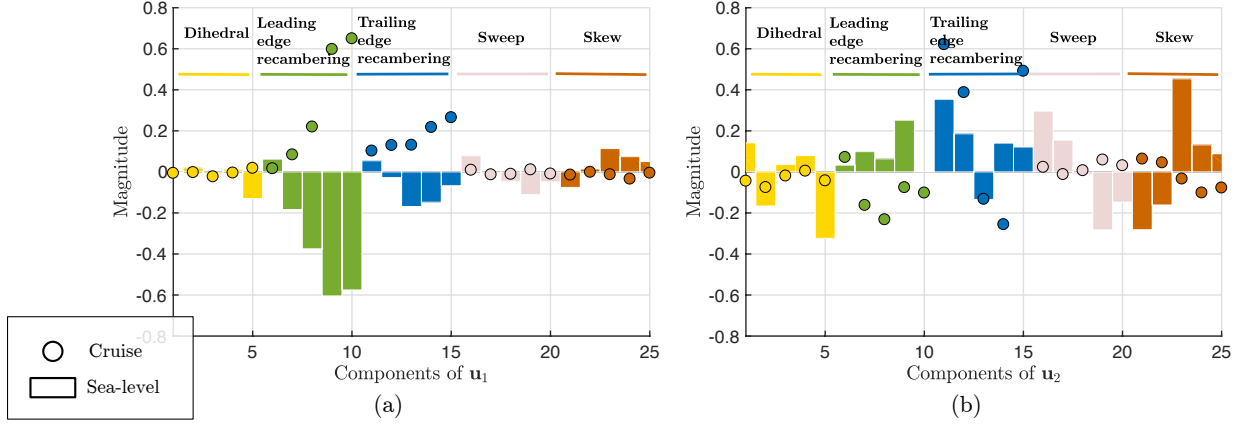 0.8
0.6
0.4
0.2
0
-0.2
-0.4
-0.6
-0.8
Magnitude
Dihedral
Leading
edge
recambering
Trailing
edge
recambering
Sweep
Skew
5
10
15
20
25
Components of u1
(a)
0.8
0.6
0.4
0.2
0
-0.2
-0.4
-0.6
-0.8
Magnitude
Dihedral
Leading
edge
recambering
Trailing
edge
recambering
Sweep
Skew
5
10
15
20
25
Components of u2
(b)
Cruise
Sea-level